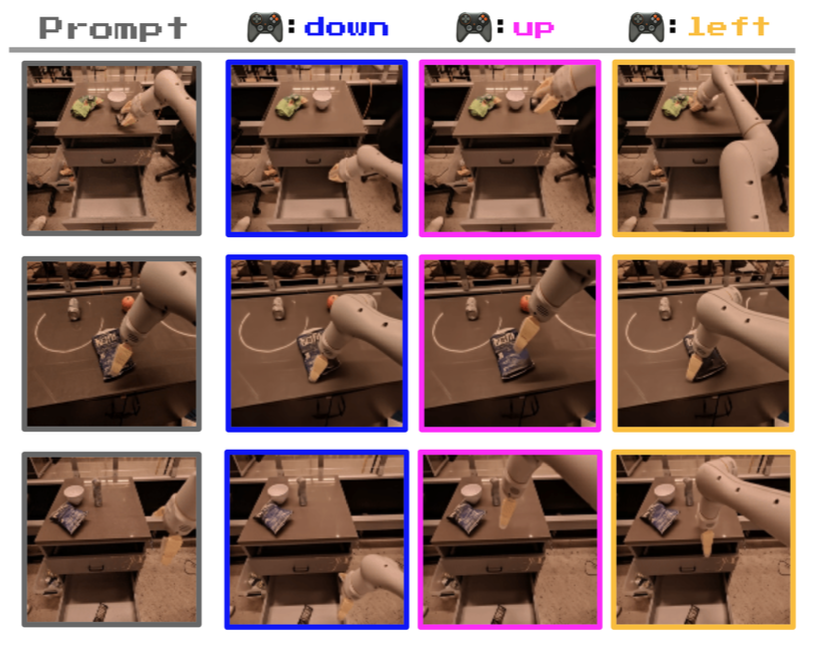 Prompt
: down
: up
: left